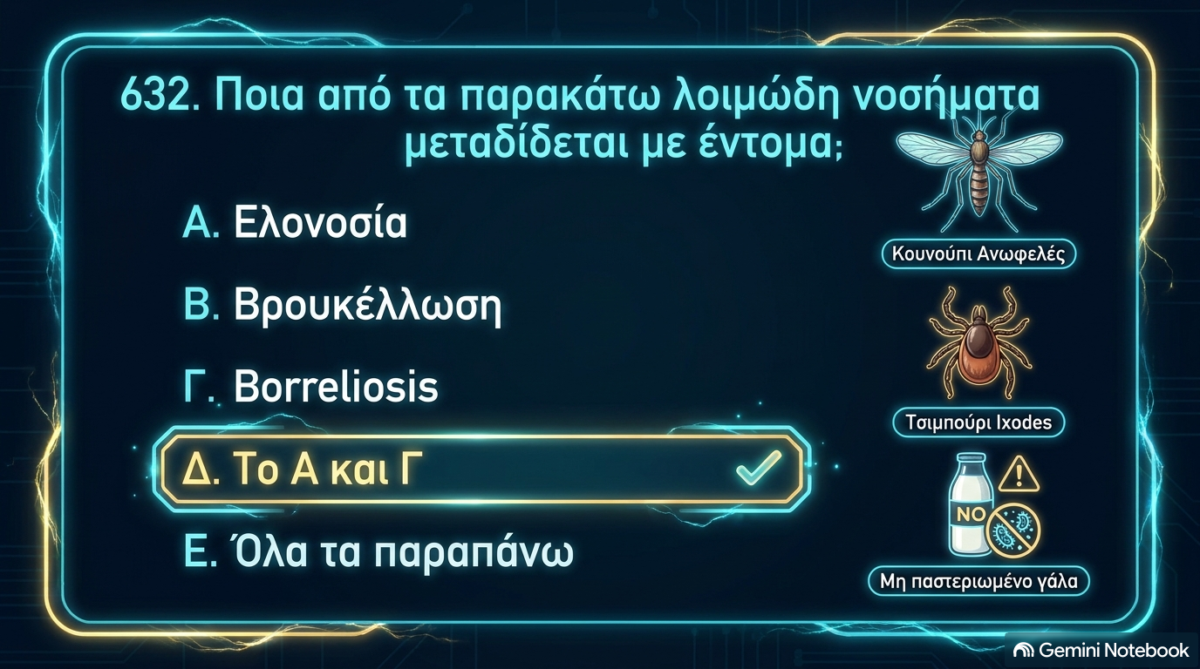 632. Ποια από τα παρακάτω λοιμώδη νοσήματα
μεταδίδεται με έντομα;
Α. Ελονοσία
Β. Βρουκέλλωση
Γ. Borreliosis
Δ. Το Α και Γ
Ε. Όλα τα παραπάνω
Κουνούπι Ανωφελές
Τσιμπούρι Ixodes
NO
Μη παστεριωμένο γάλα
Gemini Notebook